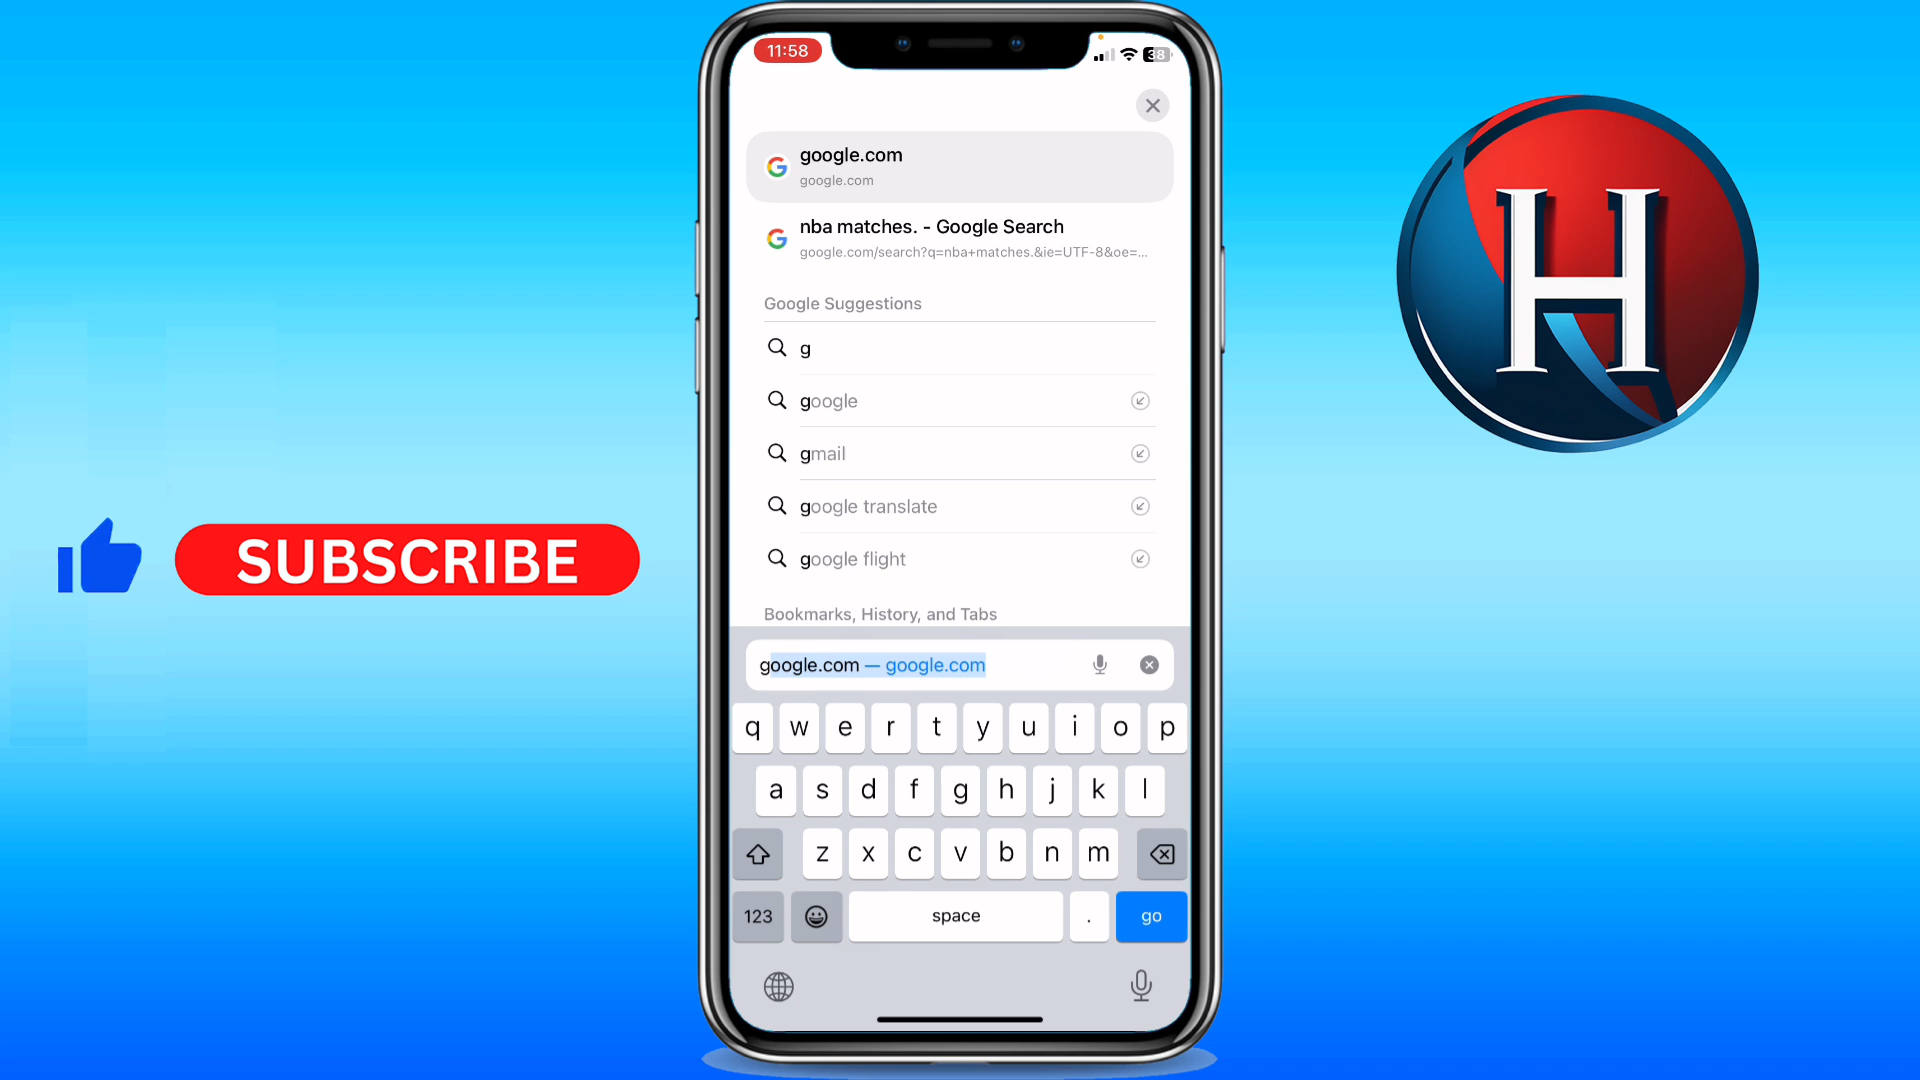 11:58
38
google.com
google.com
nba matches. - Google Search
google.com/search?q=nba+matches.&ie=UTF-8&oe=...
Google Suggestions
g
google
gmail
google translate
google flight
Bookmarks, History, and Tabs
google.com — google.com
q w e r t y u i o p
a s d f g h j k l
z x c v b n m
123 space . go
SUBSCRIBE
H